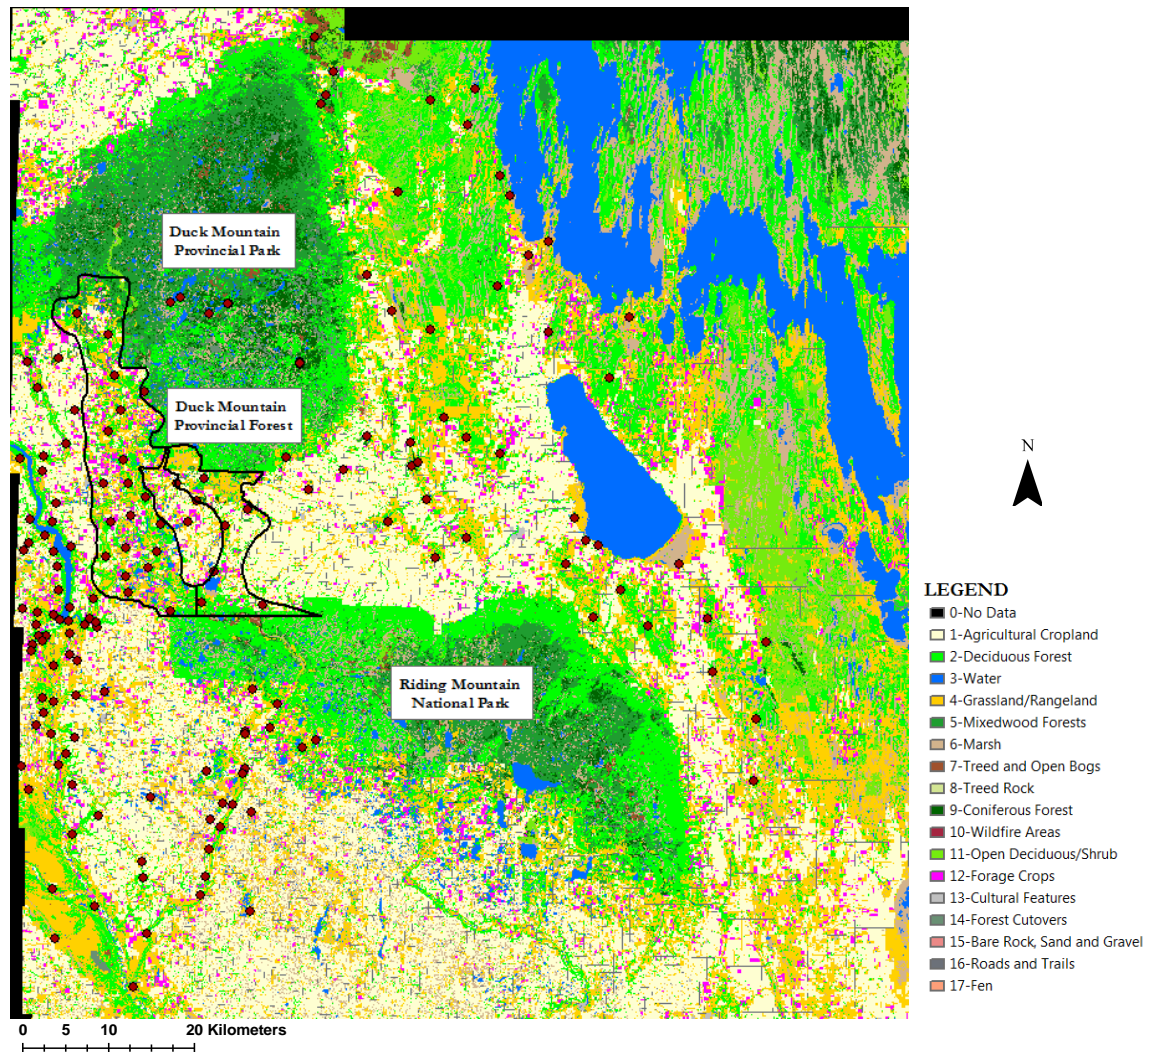 Duck Mountain
Provincial Park
Duck Mountain
Provincial Forest
Riding Mountain
National Park
N
LEGEND
0-No Data
1-Agricultural Cropland
2-Deciduous Forest
3-Water
4-Grassland/Rangeland
5-Mixedwood Forests
6-Marsh
7-Treed and Open Bogs
8-Treed Rock
9-Coniferous Forest
10-Wildfire Areas
11-Open Deciduous/Shrub
12-Forage Crops
13-Cultural Features
14-Forest Cutovers
15-Bare Rock, Sand and Gravel
16-Roads and Trails
17-Fen
0 5 10 20 Kilometers